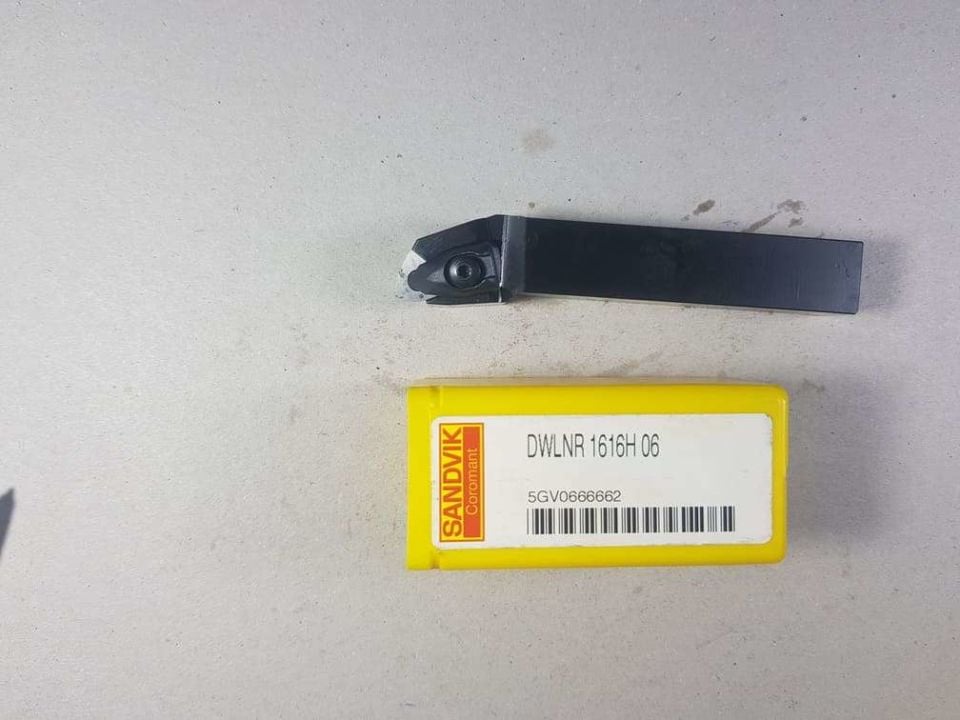 SANDVIK
Coromant
DWLNR 1616H 06
5GV0666662